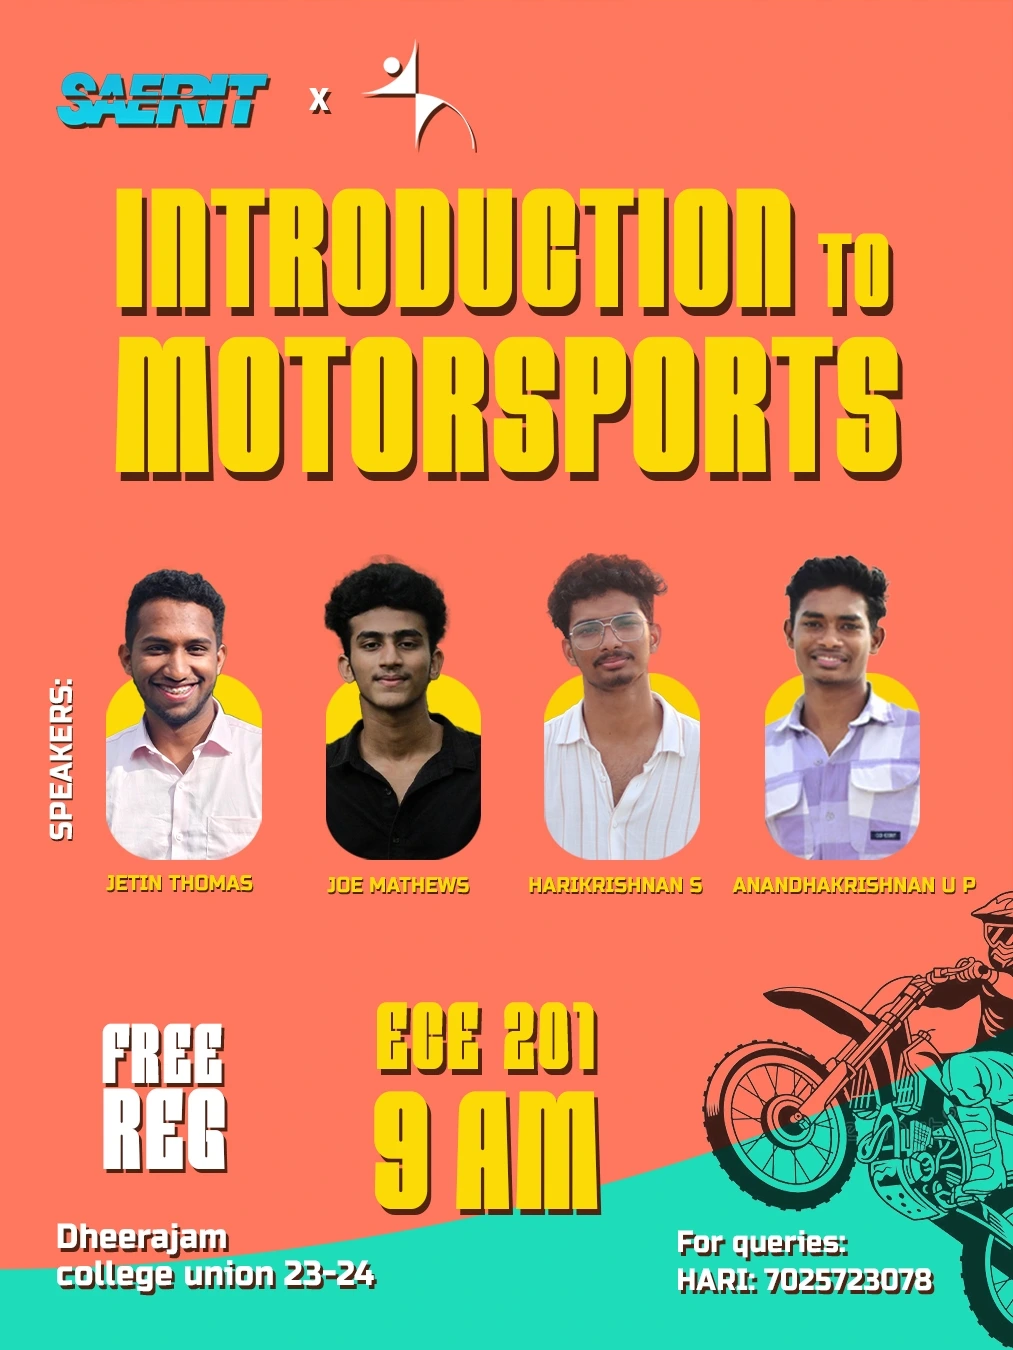 SAERIT
X
INTRODUCTION TO
MOTORSPORTS
SPEAKERS:
JETIN THOMAS
JOE MATHEWS
HARIKRISHNAN S
ANANDHAKRISHNAN U P
FREE
REG
ECE 201
9 AM
Dheerajam
college union 23-24
For queries:
HARI: 7025723078